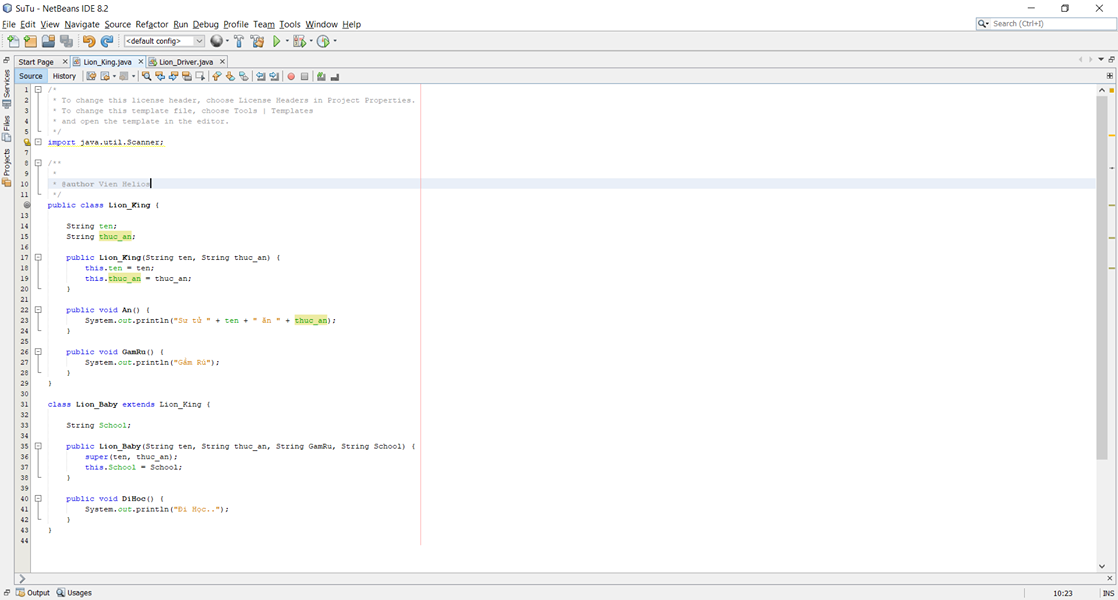 SuTu - NetBeans IDE 8.2
File Edit View Navigate Source Refactor Run Debug Profile Team Tools Window Help
Search (Ctrl+I)
<default config>
Start Page Lion_King.java Lion_Driver.java
Source History
Services
Files
Projects
1 /*
2 * To change this license header, choose License Headers in Project Properties.
3 * To change this template file, choose Tools | Templates
4 * and open the template in the editor.
5 */
import java.util.Scanner;
7
8 /**
9 *
10 * @author Vien Helios
11 */
public class Lion_King {
13
14 String ten;
15 String thuc_an;
16
17 public Lion_King(String ten, String thuc_an) {
18 this.ten = ten;
19 this.thuc_an = thuc_an;
20 }
21
22 public void An() {
23 System.out.println("Sư tử " + ten + " ăn " + thuc_an);
24 }
25
26 public void GamRu() {
27 System.out.println("Gầm Rú");
28 }
29 }
30
31 class Lion_Baby extends Lion_King {
32
33 String School;
34
35 public Lion_Baby(String ten, String thuc_an, String GamRu, String School) {
36 super(ten, thuc_an);
37 this.School = School;
38 }
39
40 public void DiHoc() {
41 System.out.println("Đi Học..");
42 }
43 }
44
Output Usages
10:23 INS